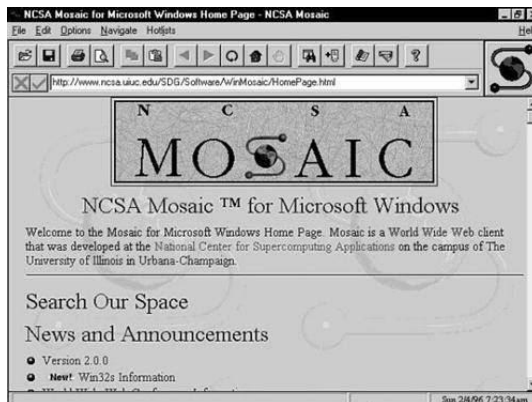 NCSA Mosaic for Microsoft Windows Home Page - NCSA Mosaic
File Edit Options Navigate Hotlists Hel
http://www.ncsa.uiuc.edu/SDG/Software/WinMosaic/HomePage.html
N C S A
MOSAIC
NCSA Mosaic ™ for Microsoft Windows
Welcome to the Mosaic for Microsoft Windows Home Page. Mosaic is a World Wide Web client
that was developed at the National Center for Supercomputing Applications on the campus of The
University of Illinois in Urbana-Champaign.
Search Our Space
News and Announcements
Version 2.0.0
New! Win32s Information
Sun 2/4/96 7:23:34am